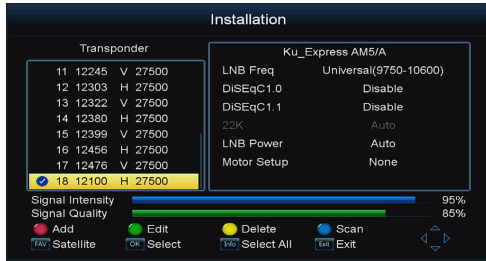 Installation
Transponder
11 12245 V 27500
12 12303 H 27500
13 12322 V 27500
14 12380 H 27500
15 12399 V 27500
16 12456 H 27500
17 12476 V 27500
18 12100 H 27500
Ku_Express AM5/A
LNB Freq Universal(9750-10600)
DiSEqC1.0 Disable
DiSEqC1.1 Disable
22K Auto
LNB Power Auto
Motor Setup None
Signal Intensity 95%
Signal Quality 85%
Add Edit Delete Scan
FAV Satellite OK Select Info Select All Exit Exit